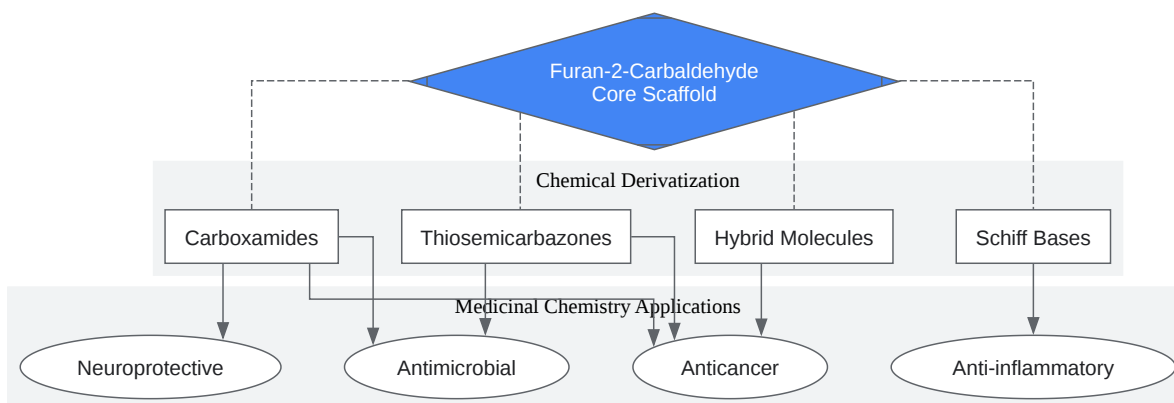 Furan-2-Carbaldehyde
Core Scaffold
Chemical Derivatization
Carboxamides
Thiosemicarbazones
Hybrid Molecules
Schiff Bases
Medicinal Chemistry Applications
Neuroprotective
Antimicrobial
Anticancer
Anti-inflammatory